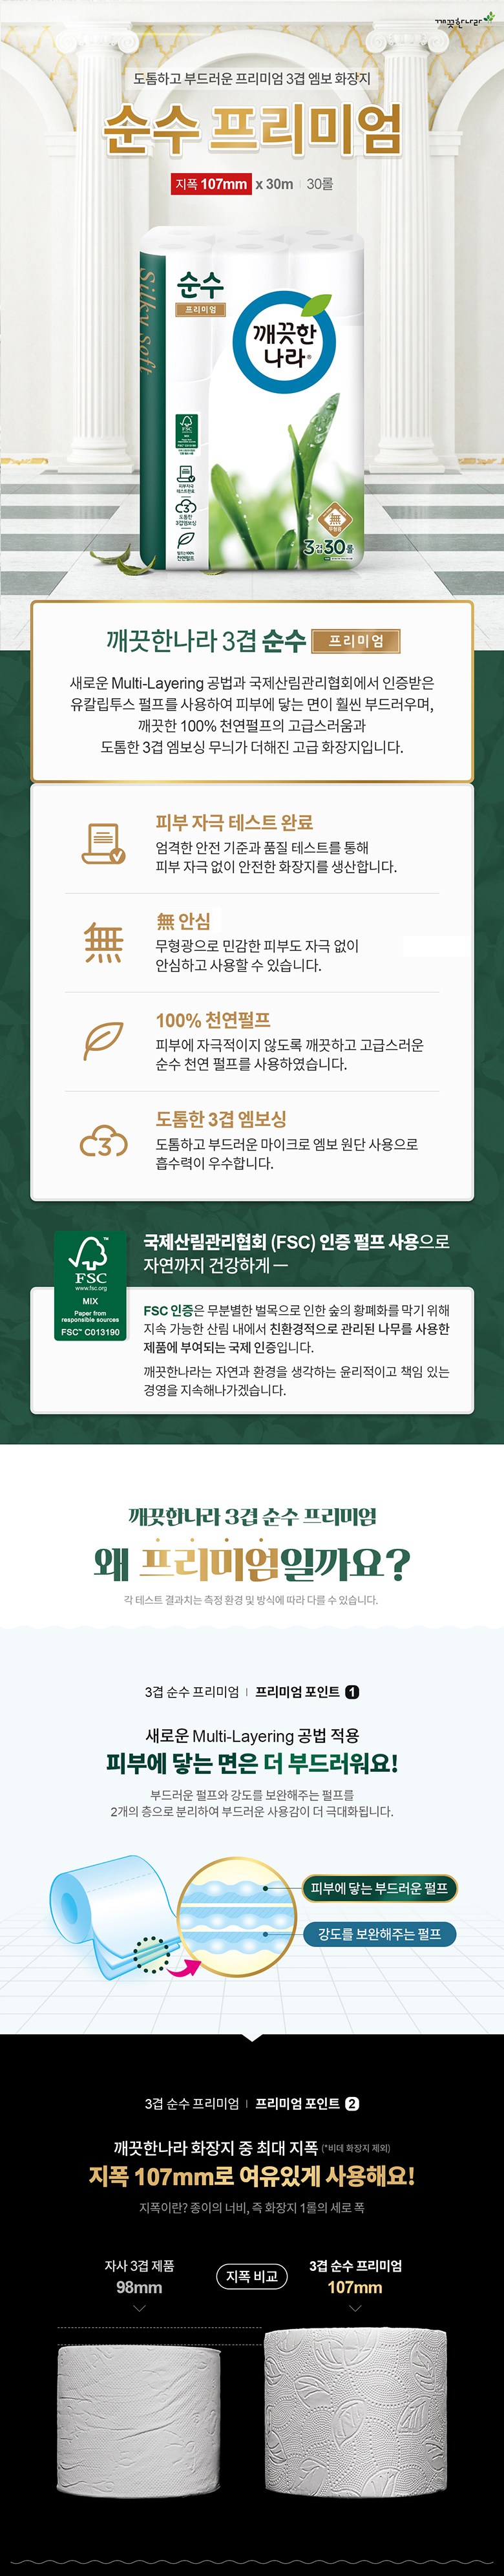 깨끗한나라
도톰하고 부드러운 프리미엄 3겹 엠보 화장지
순수 프리미엄
지폭 107mm x 30m | 30롤
Silky soft
순수
프리미엄
깨끗한
나라®
FSC
피부자극
테스트완료
도톰한
3겹엠보싱
천연펄프
無
무형광
3겹30롤
깨끗한나라 3겹 순수 프리미엄
새로운 Multi-Layering 공법과 국제산림관리협회에서 인증받은
유칼립투스 펄프를 사용하여 피부에 닿는 면이 훨씬 부드러우며,
깨끗한 100% 천연펄프의 고급스러움과
도톰한 3겹 엠보싱 무늬가 더해진 고급 화장지입니다.
피부 자극 테스트 완료
엄격한 안전 기준과 품질 테스트를 통해
피부 자극 없이 안전한 화장지를 생산합니다.
無
無 안심
무형광으로 민감한 피부도 자극 없이
안심하고 사용할 수 있습니다.
100% 천연펄프
피부에 자극적이지 않도록 깨끗하고 고급스러운
순수 천연 펄프를 사용하였습니다.
3
도톰한 3겹 엠보싱
도톰하고 부드러운 마이크로 엠보 원단 사용으로
흡수력이 우수합니다.
국제산림관리협회 (FSC) 인증 펄프 사용으로
자연까지 건강하게 ㅡ
FSC
www.fsc.org
MIX
Paper from
responsible sources
FSC™ C013190
FSC 인증은 무분별한 벌목으로 인한 숲의 황폐화를 막기 위해
지속 가능한 산림 내에서 친환경적으로 관리된 나무를 사용한
제품에 부여되는 국제 인증입니다.
깨끗한나라는 자연과 환경을 생각하는 윤리적이고 책임 있는
경영을 지속해나가겠습니다.
깨끗한나라 3겹 순수 프리미엄
왜 프리미엄일까요?
각 테스트 결과치는 측정 환경 및 방식에 따라 다를 수 있습니다.
3겹 순수 프리미엄 | 프리미엄 포인트 1
새로운 Multi-Layering 공법 적용
피부에 닿는 면은 더 부드러워요!
부드러운 펄프와 강도를 보완해주는 펄프를
2개의 층으로 분리하여 부드러운 사용감이 더 극대화됩니다.
피부에 닿는 부드러운 펄프
강도를 보완해주는 펄프
3겹 순수 프리미엄 | 프리미엄 포인트 2
깨끗한나라 화장지 중 최대 지폭 (*비데 화장지 제외)
지폭 107mm로 여유있게 사용해요!
지폭이란? 종이의 너비, 즉 화장지 1롤의 세로 폭
자사 3겹 제품
98mm
지폭 비교
3겹 순수 프리미엄
107mm